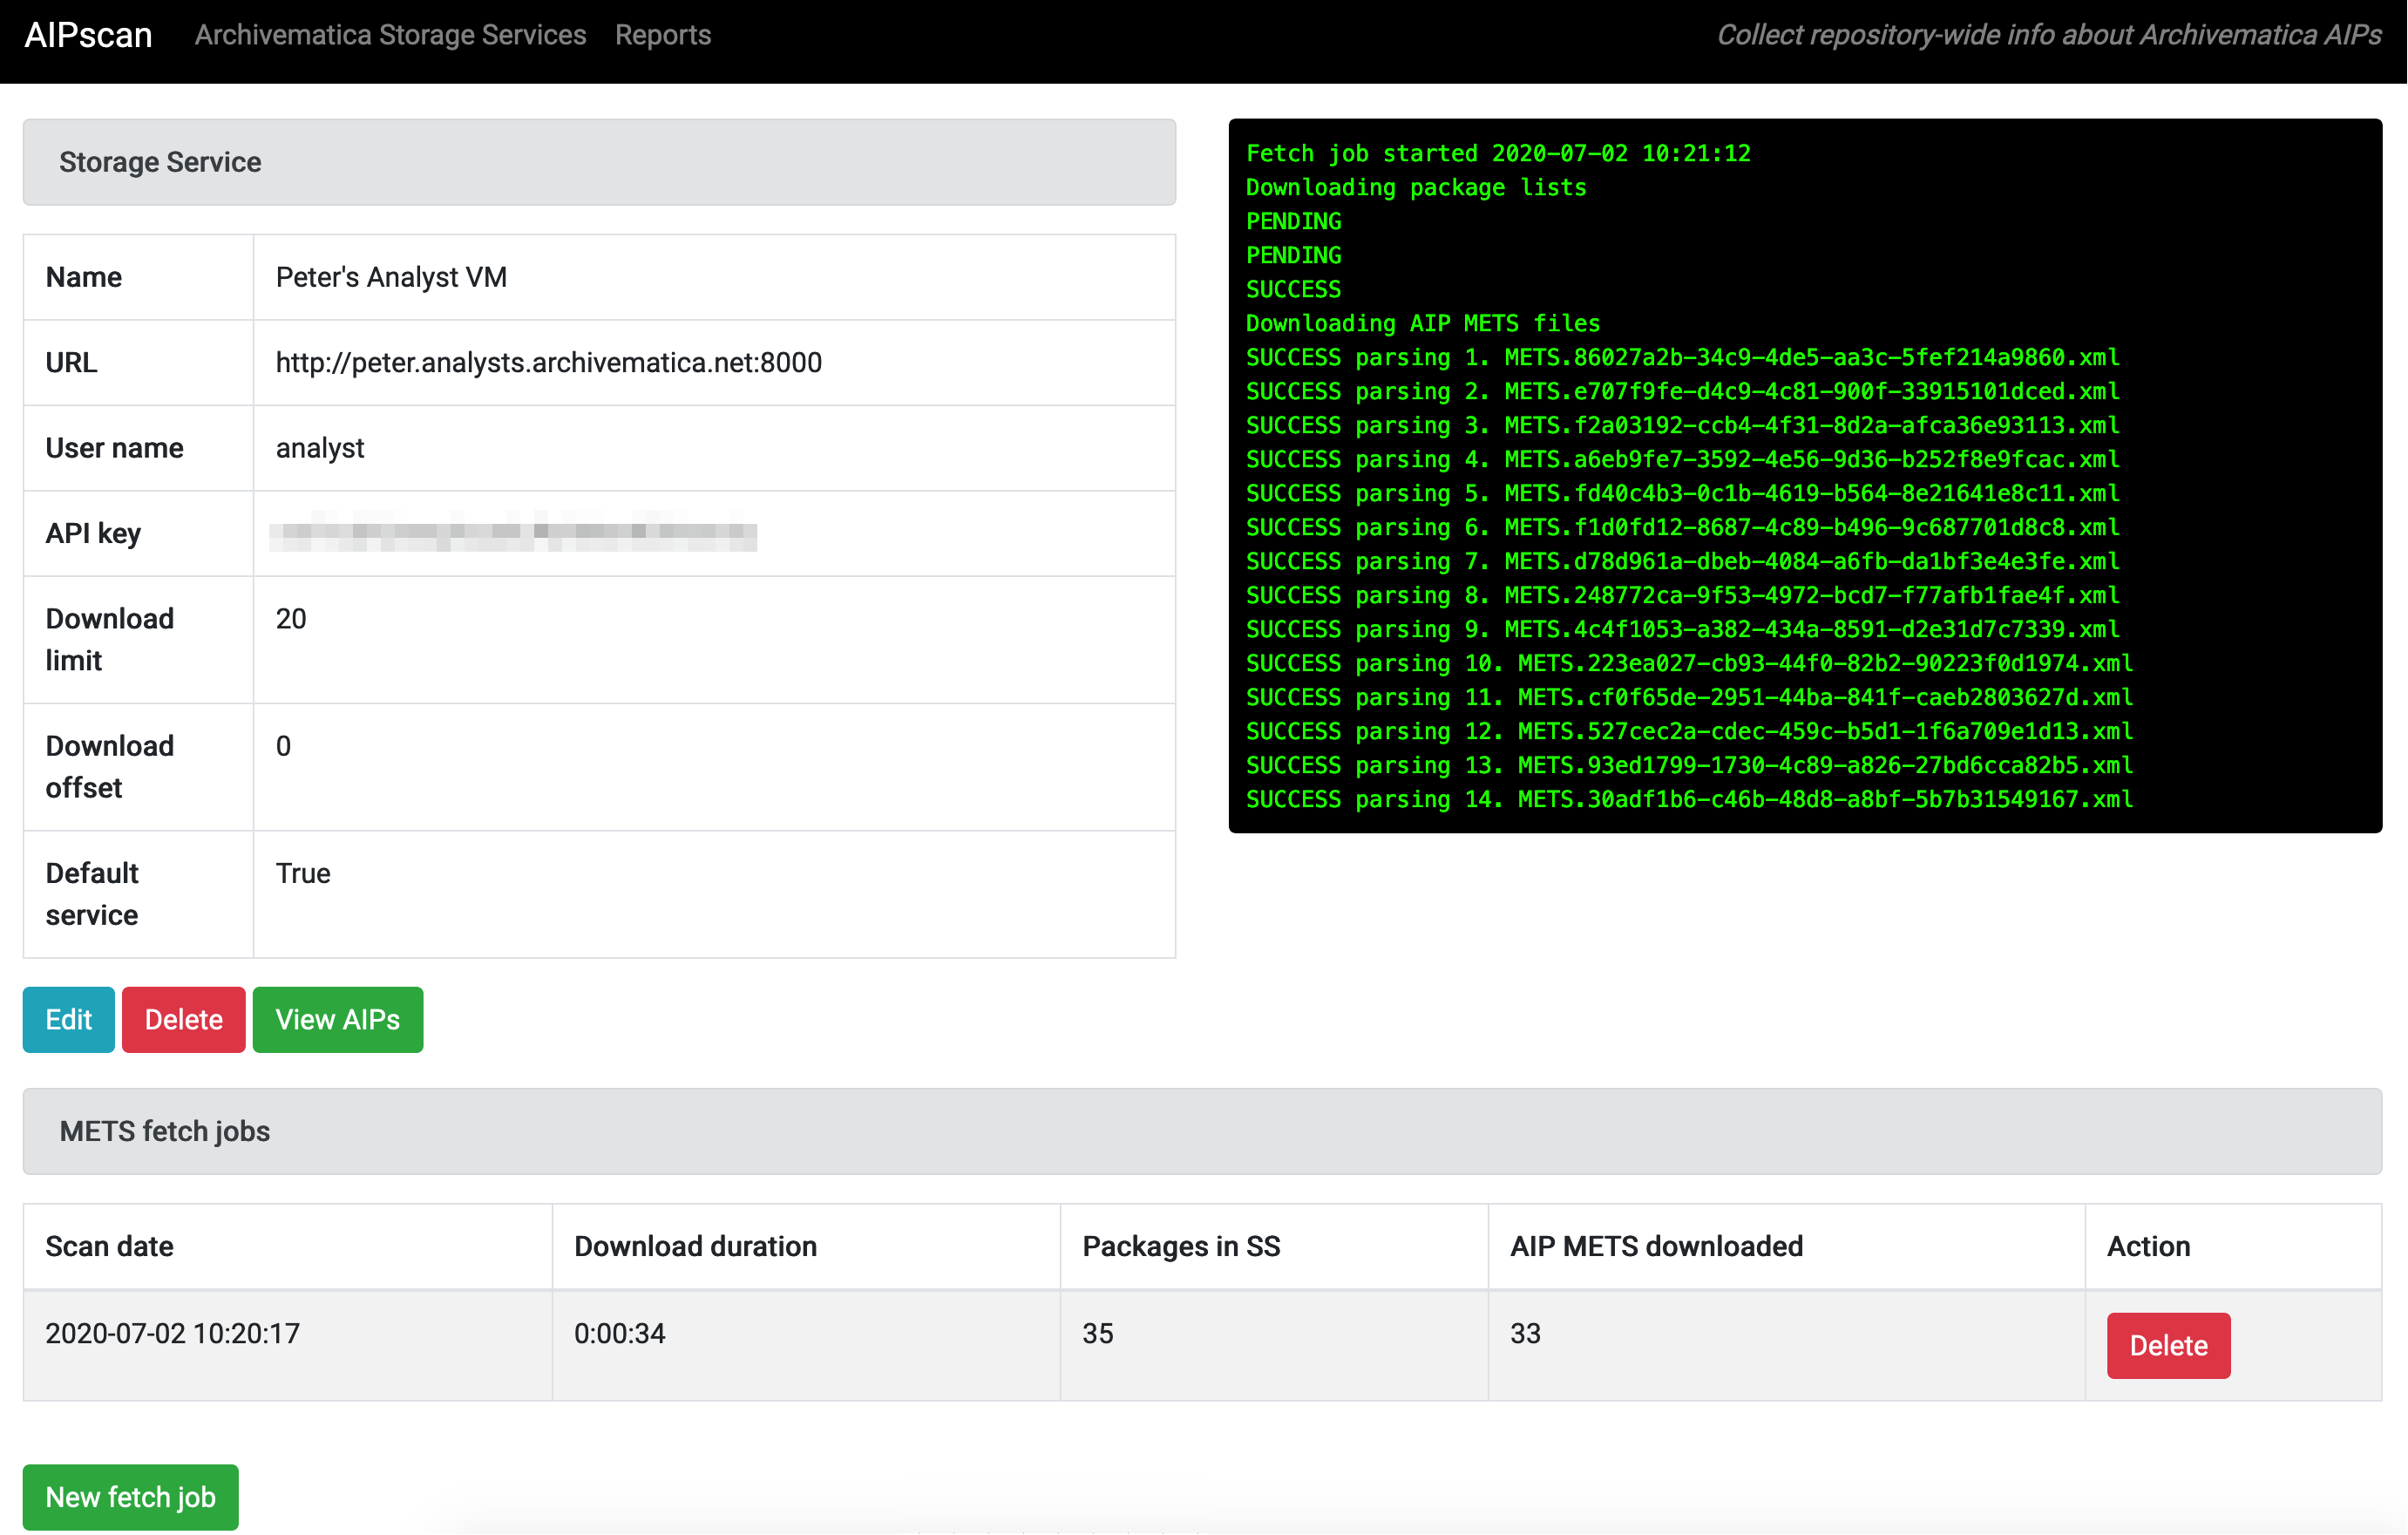 AIPscan Archivematica Storage Services Reports Collect repository-wide info about Archivematica AIPs
Storage Service
Name Peter's Analyst VM
URL http://peter.analysts.archivematica.net:8000
User name analyst
API key
Download limit 20
Download offset 0
Default service True
Edit Delete View AIPs
Fetch job started 2020-07-02 10:21:12
Downloading package lists
PENDING
PENDING
SUCCESS
Downloading AIP METS files
SUCCESS parsing 1. METS.86027a2b-34c9-4de5-aa3c-5fef214a9860.xml
SUCCESS parsing 2. METS.e707f9fe-d4c9-4c81-900f-33915101dced.xml
SUCCESS parsing 3. METS.f2a03192-ccb4-4f31-8d2a-afca36e93113.xml
SUCCESS parsing 4. METS.a6eb9fe7-3592-4e56-9d36-b252f8e9fcac.xml
SUCCESS parsing 5. METS.fd40c4b3-0c1b-4619-b564-8e21641e8c11.xml
SUCCESS parsing 6. METS.f1d0fd12-8687-4c89-b496-9c687701d8c8.xml
SUCCESS parsing 7. METS.d78d961a-dbeb-4084-a6fb-da1bf3e4e3fe.xml
SUCCESS parsing 8. METS.248772ca-9f53-4972-bcd7-f77afb1fae4f.xml
SUCCESS parsing 9. METS.4c4f1053-a382-434a-8591-d2e31d7c7339.xml
SUCCESS parsing 10. METS.223ea027-cb93-44f0-82b2-90223f0d1974.xml
SUCCESS parsing 11. METS.cf0f65de-2951-44ba-841f-caeb2803627d.xml
SUCCESS parsing 12. METS.527cec2a-cdec-459c-b5d1-1f6a709e1d13.xml
SUCCESS parsing 13. METS.93ed1799-1730-4c89-a826-27bd6cca82b5.xml
SUCCESS parsing 14. METS.30adf1b6-c46b-48d8-a8bf-5b7b31549167.xml
METS fetch jobs
Scan date Download duration Packages in SS AIP METS downloaded Action
2020-07-02 10:20:17 0:00:34 35 33 Delete
New fetch job